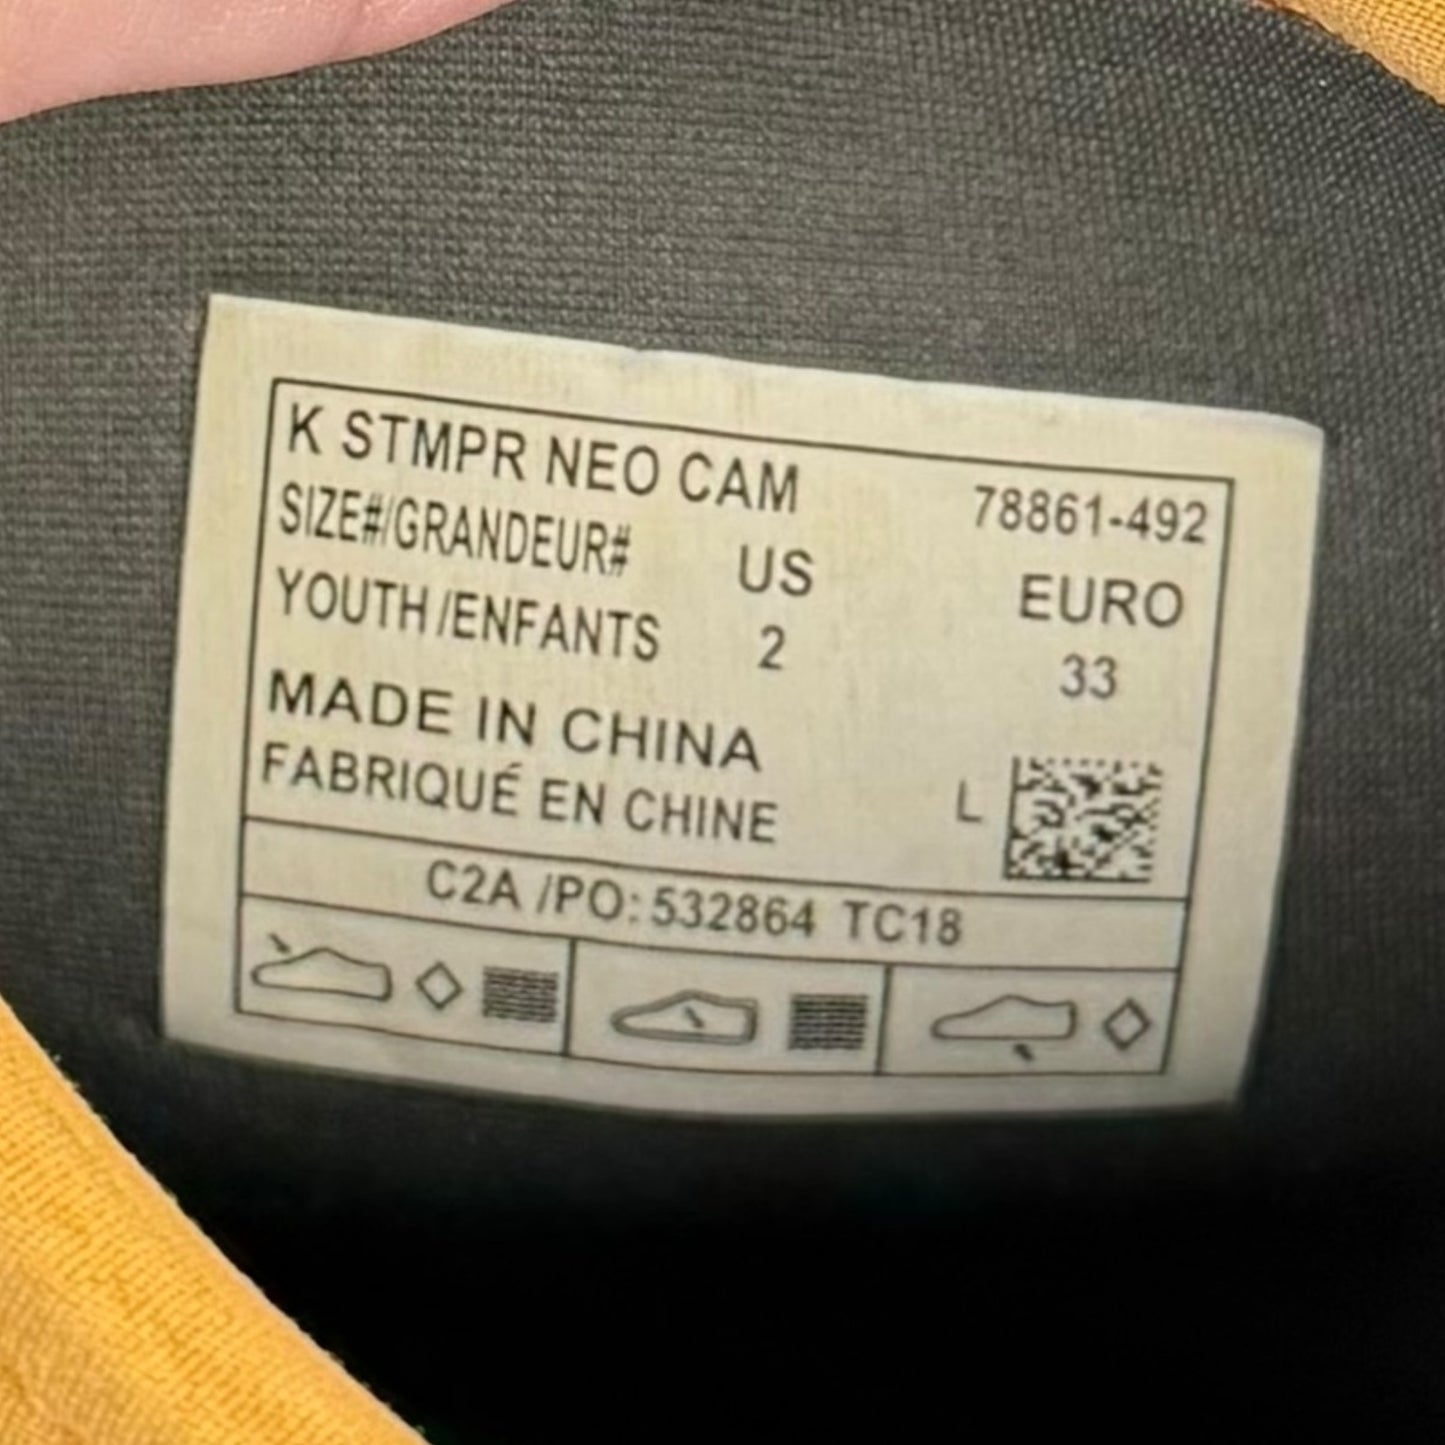 K STMPR NEO CAM 78861-492
SIZE#/GRANDEUR# US EURO
YOUTH/ENFANTS 2 33
MADE IN CHINA
FABRIQUÉ EN CHINE L
C2A /PO: 532864 TC18